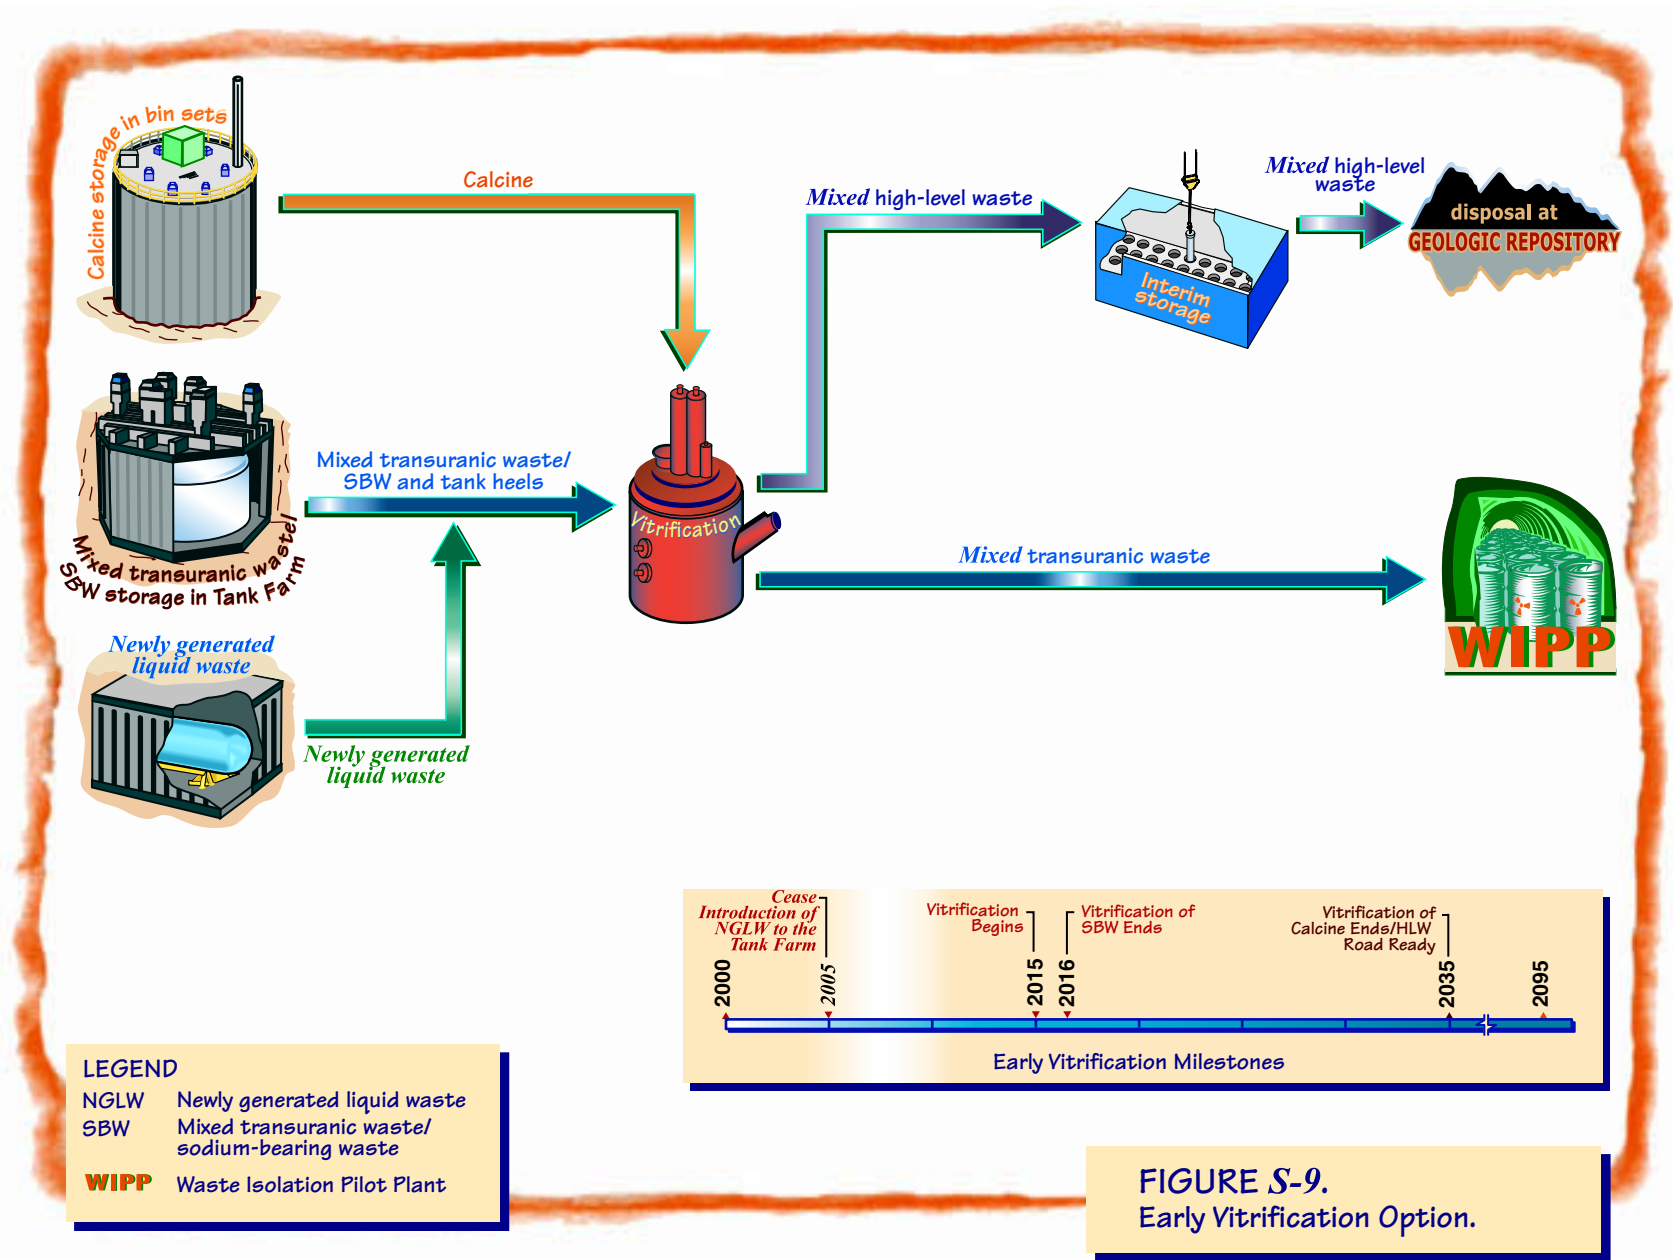 Calcine storage in bin sets
Calcine
Mixed high-level waste
Interim
storage
Mixed high-level
waste
disposal at
GEOLOGIC REPOSITORY
Mixed transuranic waste/
SBW storage in Tank Farm
Mixed transuranic waste/
SBW and tank heels
Vitrification
Mixed transuranic waste
WIPP
Newly generated
liquid waste
Newly generated
liquid waste
Cease
Introduction of
NGLW to the
Tank Farm
Vitrification
Begins
Vitrification of
SBW Ends
Vitrification of
Calcine Ends/HLW
Road Ready
2000
2005
2015
2016
2035
2095
Early Vitrification Milestones
LEGEND
NGLW Newly generated liquid waste
SBW Mixed transuranic waste/
sodium-bearing waste
WIPP Waste Isolation Pilot Plant
FIGURE S-9.
Early Vitrification Option.